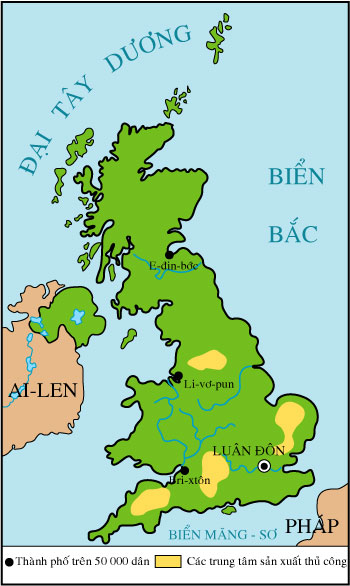 ĐẠI TÂY DƯƠNG
BIỂN
BẮC
E-đin-bớc
AI-LEN
Li-vơ-pun
LUÂN ĐÔN
Bri-xtôn
BIỂN MĂNG - SƠ
PHÁP
Thành phố trên 50 000 dân
Các trung tâm sản xuất thủ công